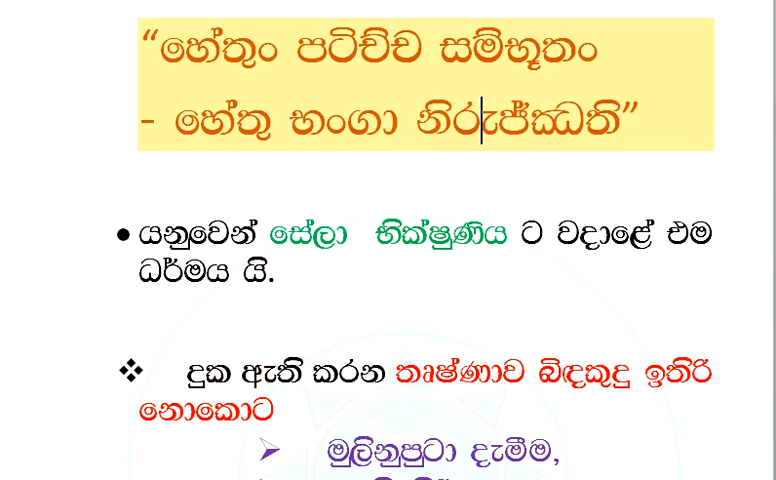 “හේතුං පටිච්ච සම්භූතං
- හේතු භංගා නිරුජ්ඣති”
● යනුවෙන් සේලා භික්ෂුණිය ට වදාළේ එම
ධර්මය යි.
❖ දුක ඇති කරන තෘෂ්ණාව බිඳකුදු ඉතිරි
නොකොට
➢ මුලිනුපුටා දැමීම,